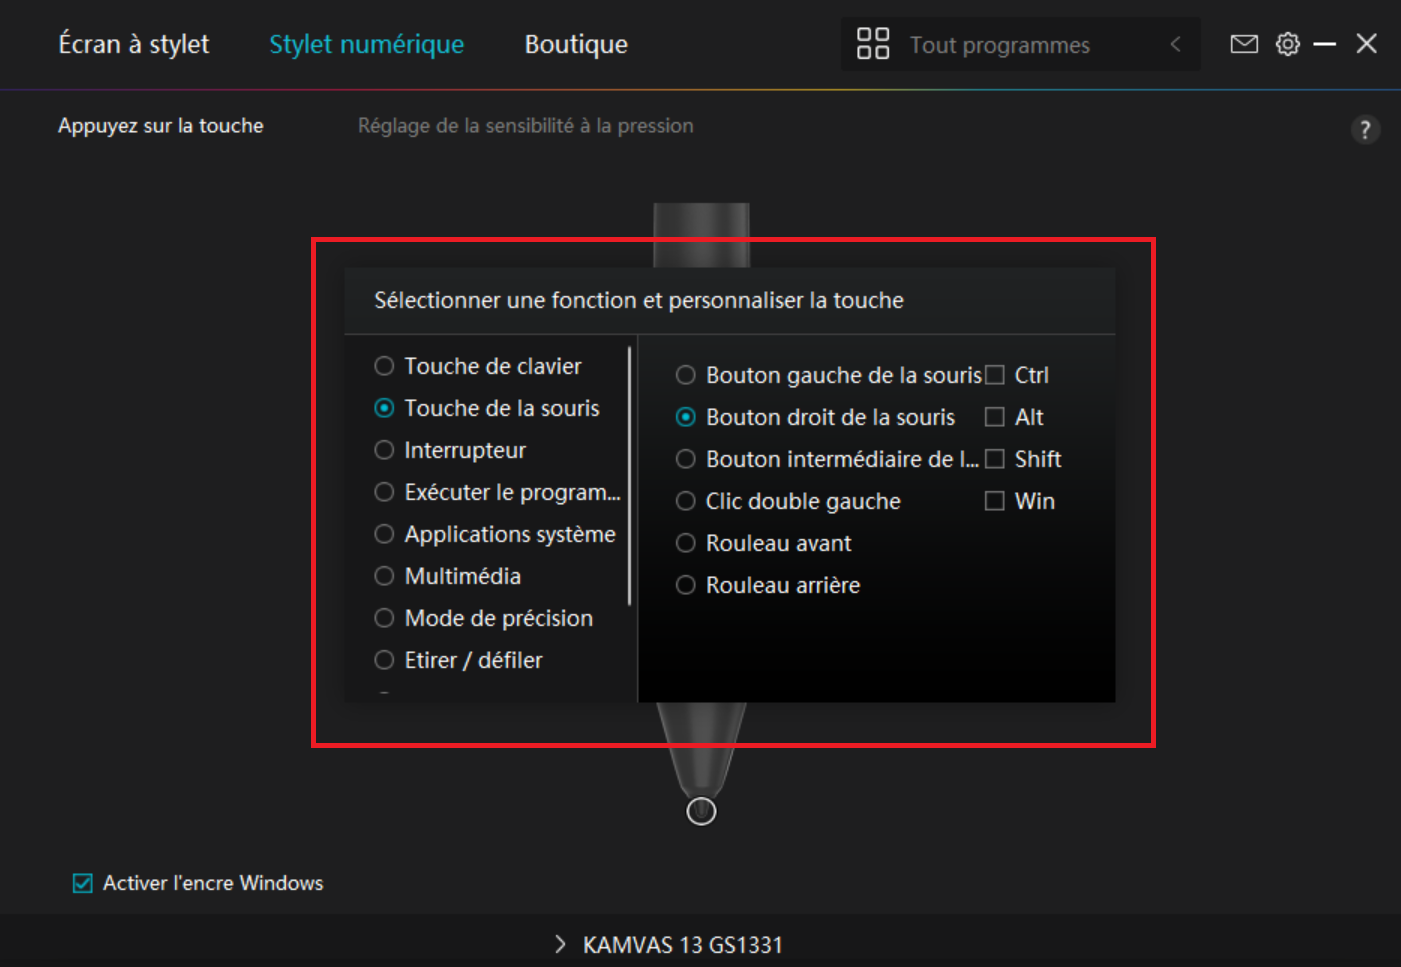 Écran à stylet
Stylet numérique
Boutique
Tout programmes
Appuyez sur la touche
Réglage de la sensibilité à la pression
?
Sélectionner une fonction et personnaliser la touche
Touche de clavier
Touche de la souris
Interrupteur
Exécuter le program...
Applications système
Multimédia
Mode de précision
Etirer / défiler
Bouton gauche de la souris
Ctrl
Bouton droit de la souris
Alt
Bouton intermédiaire de l...
Shift
Clic double gauche
Win
Rouleau avant
Rouleau arrière
Activer l'encre Windows
KAMVAS 13 GS1331